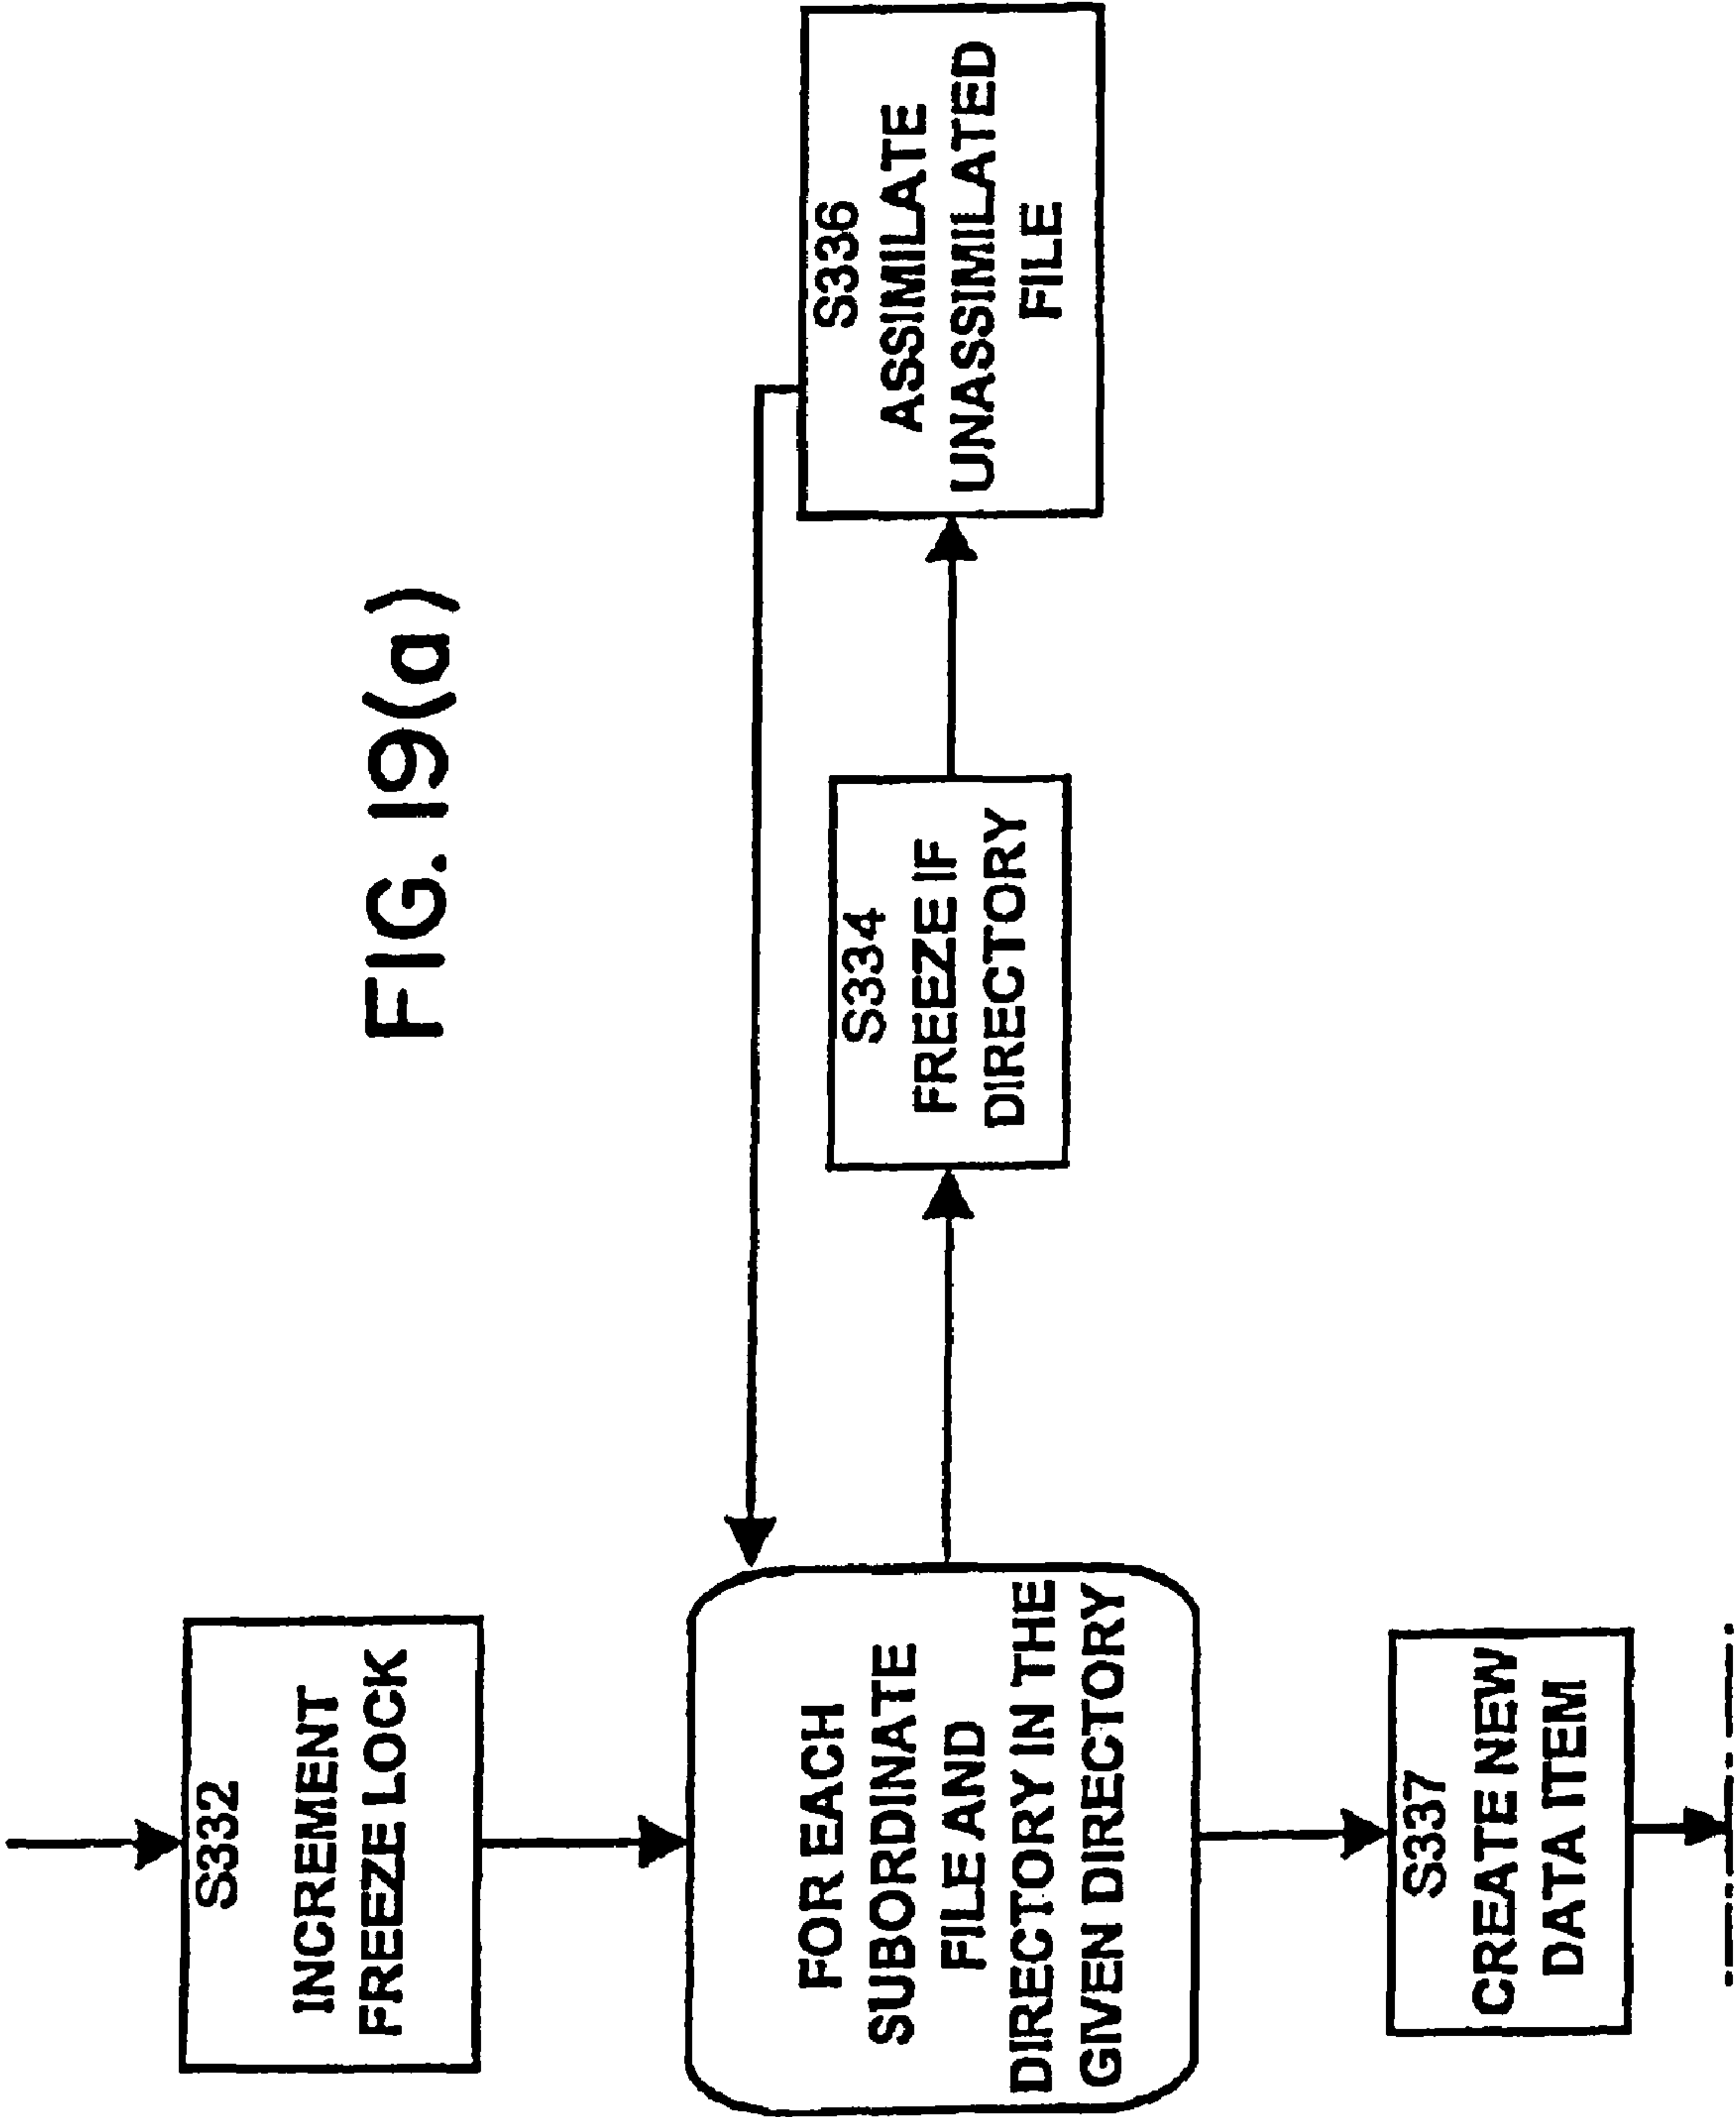 FIG. 19(a)
S332
INCREMENT
FREEZE LOCK
FOR EACH
SUBORDINATE
FILE AND
DIRECTORY IN THE
GIVEN DIRECTORY
S334
FREEZE IF
DIRECTORY
S336
ASSIMILATE
UNASSIMILATED
FILE
S337
CREATE NEW
DATA ITEM